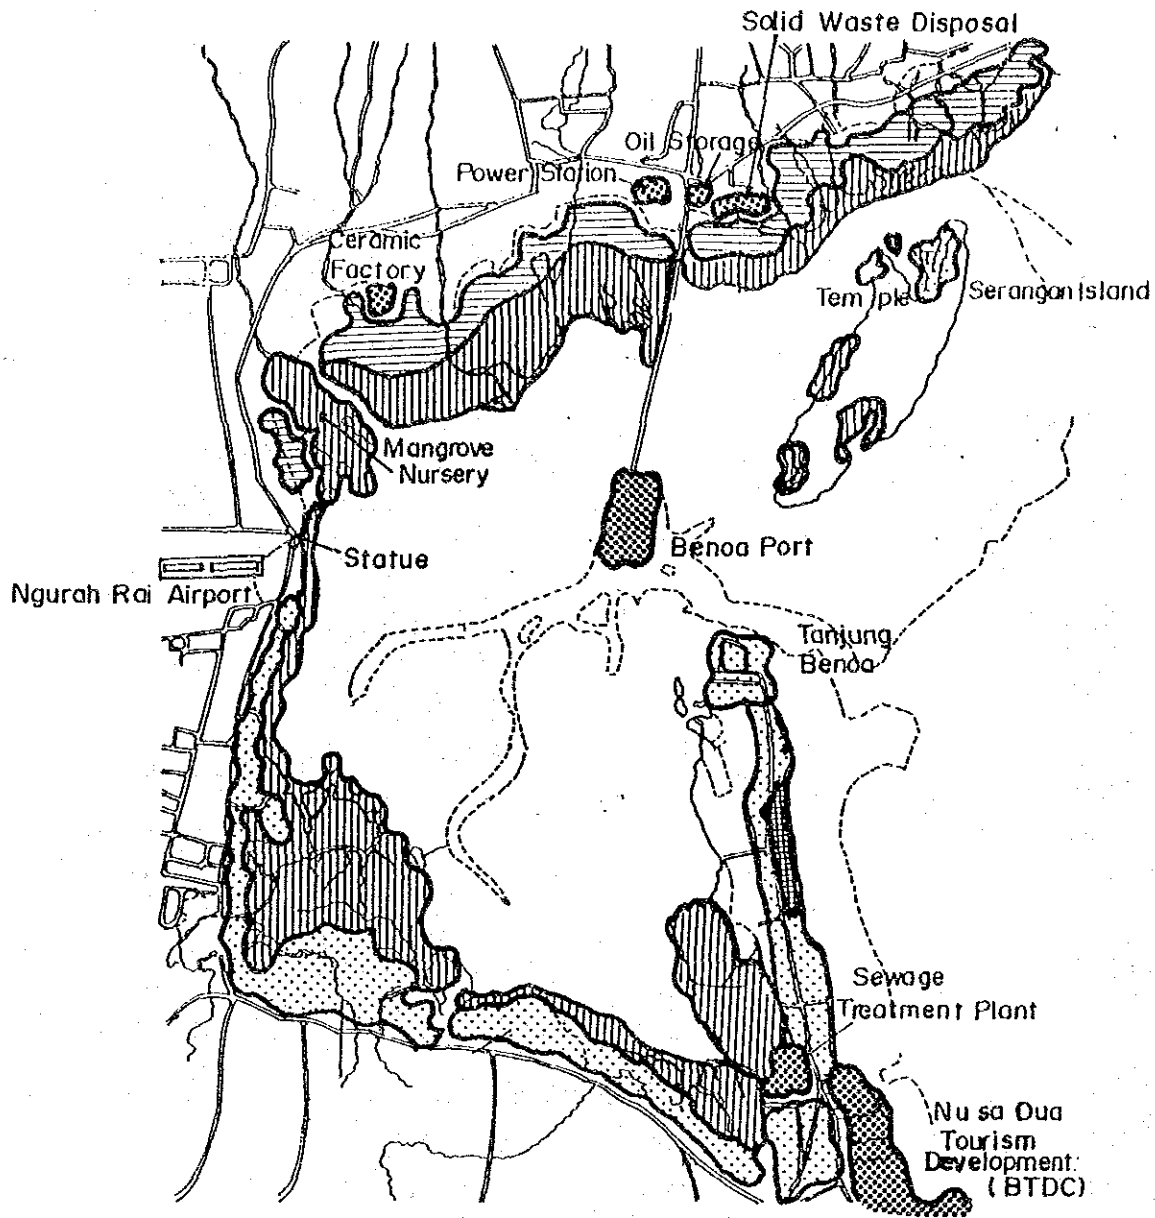 Solid Waste Disposal
Oil Storage
Power Station
Ceramic
Factory
Temple
Serangan Island
Mangrove
Nursery
Statue
Benoa Port
Ngurah Rai Airport
Tanjung
Benoa
Sewage
Treatment Plant
Nusa Dua
Tourism
Development
(BTDC)